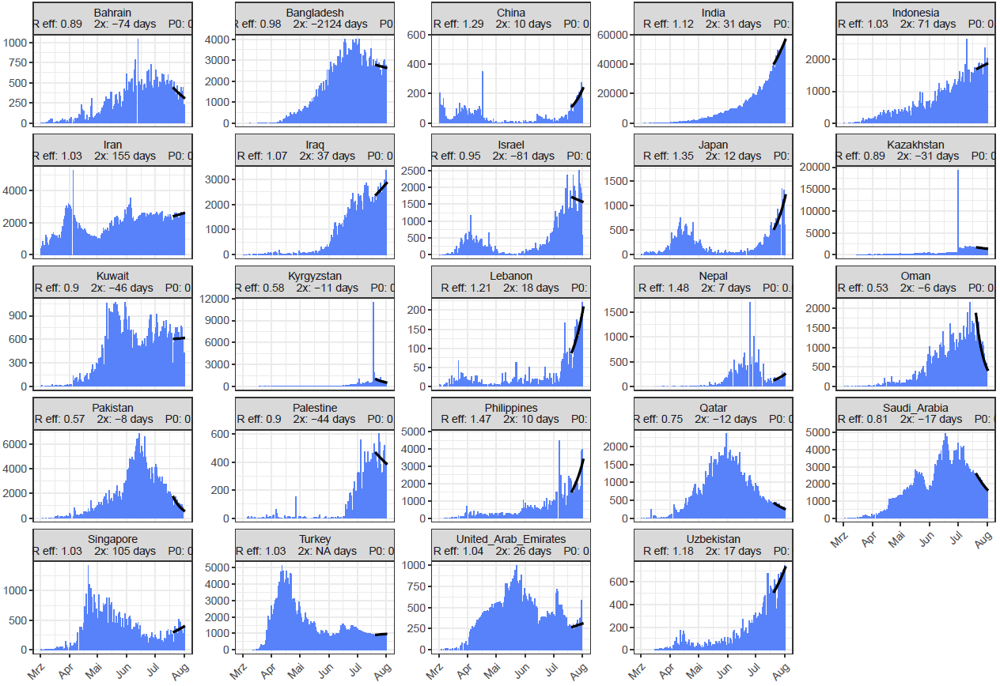 Bahrain
R eff: 0.89 2x: −74 days P0: 0
Bangladesh
R eff: 0.98 2x: −2124 days P0
China
R eff: 1.29 2x: 10 days P0: 0
India
R eff: 1.12 2x: 31 days P0:
Indonesia
R eff: 1.03 2x: 71 days P0: 0.
1000
750
500
250
0
4000
3000
2000
1000
0
600
400
200
0
60000
40000
20000
0
2000
1000
0
Iran
R eff: 1.03 2x: 155 days P0: 0
Iraq
R eff: 1.07 2x: 37 days P0: 0
Israel
R eff: 0.95 2x: −81 days P0: 0
Japan
R eff: 1.35 2x: 12 days P0:
Kazakhstan
R eff: 0.89 2x: −31 days P0: 0
4000
2000
0
3000
2000
1000
0
2500
2000
1500
1000
500
0
1500
1000
500
0
20000
15000
10000
5000
0
Kuwait
R eff: 0.9 2x: −46 days P0: 0
Kyrgyzstan
R eff: 0.58 2x: −11 days P0: 0
Lebanon
R eff: 1.21 2x: 18 days P0:
Nepal
R eff: 1.48 2x: 7 days P0: 0.
Oman
R eff: 0.53 2x: −6 days P0: 0
900
600
300
0
12000
9000
6000
3000
0
200
150
100
50
0
1500
1000
500
0
2000
1500
1000
500
0
Pakistan
R eff: 0.57 2x: −8 days P0: 0
Palestine
R eff: 0.9 2x: −44 days P0: 0
Philippines
R eff: 1.47 2x: 10 days P0:
Qatar
R eff: 0.75 2x: −12 days P0: 0
Saudi_Arabia
R eff: 0.81 2x: −17 days P0:
6000
4000
2000
0
600
400
200
0
5000
4000
3000
2000
1000
0
2000
1500
1000
500
0
5000
4000
3000
2000
1000
0
Singapore
R eff: 1.03 2x: 105 days P0: 0
Turkey
R eff: 1.03 2x: NA days P0: 0
United_Arab_Emirates
R eff: 1.04 2x: 26 days P0: 0
Uzbekistan
R eff: 1.18 2x: 17 days P0:
Mrz Apr Mai Jun Jul Aug
1000
500
0
5000
4000
3000
2000
1000
0
1000
750
500
250
0
600
400
200
0
Mrz Apr Mai Jun Jul Aug
Mrz Apr Mai Jun Jul Aug
Mrz Apr Mai Jun Jul Aug
Mrz Apr Mai Jun Jul Aug